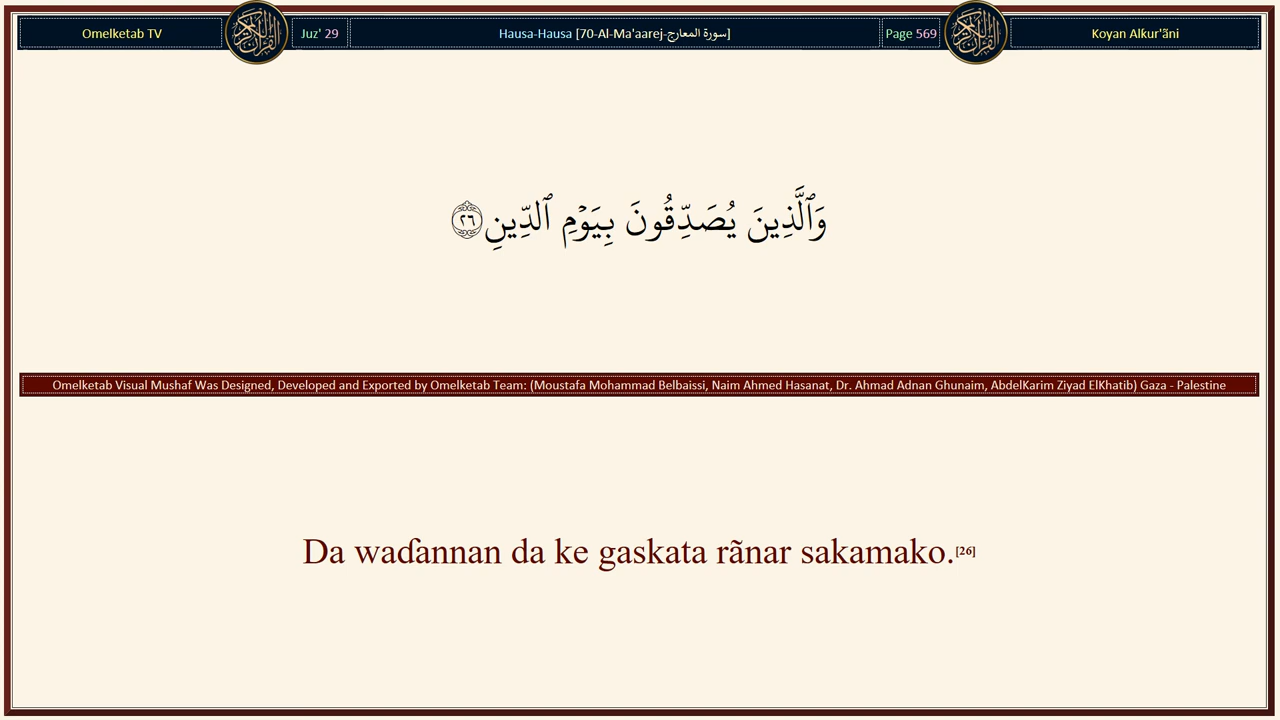 Omelketab TV
Juz' 29
Hausa-Hausa [70-Al-Ma'aarej-سورة المعارج]
Page 569
Koyan Alƙur'ãni
وَٱلَّذِينَ يُصَدِّقُونَ بِيَوۡمِ ٱلدِّينِ ٢٦
Omelketab Visual Mushaf Was Designed, Developed and Exported by Omelketab Team: (Moustafa Mohammad Belbaissi, Naim Ahmed Hasanat, Dr. Ahmad Adnan Ghunaim, AbdelKarim Ziyad ElKhatib) Gaza - Palestine
Da waɗannan da ke gaskata rãnar sakamako.[26]